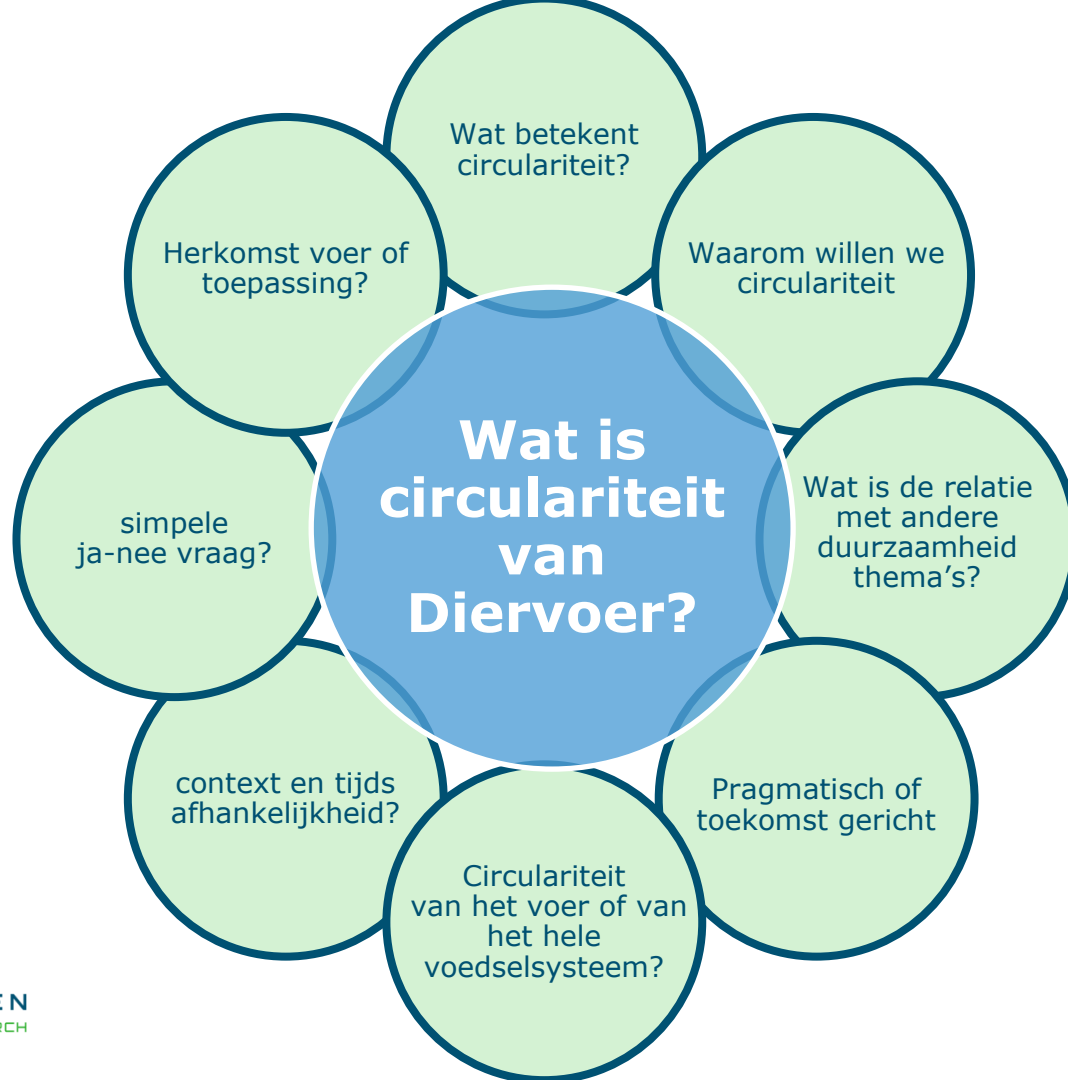 Wat betekent
circulariteit?
Waarom willen we
circulariteit
Wat is de relatie
met andere
duurzaamheid
thema's?
Pragmatisch of
toekomst gericht
Circulariteit
van het voer of van
het hele
voedselsysteem?
context en tijds
afhankelijkheid?
simpele
ja-nee vraag?
Herkomst voer of
toepassing?
Wat is
circulariteit
van
Diervoer?